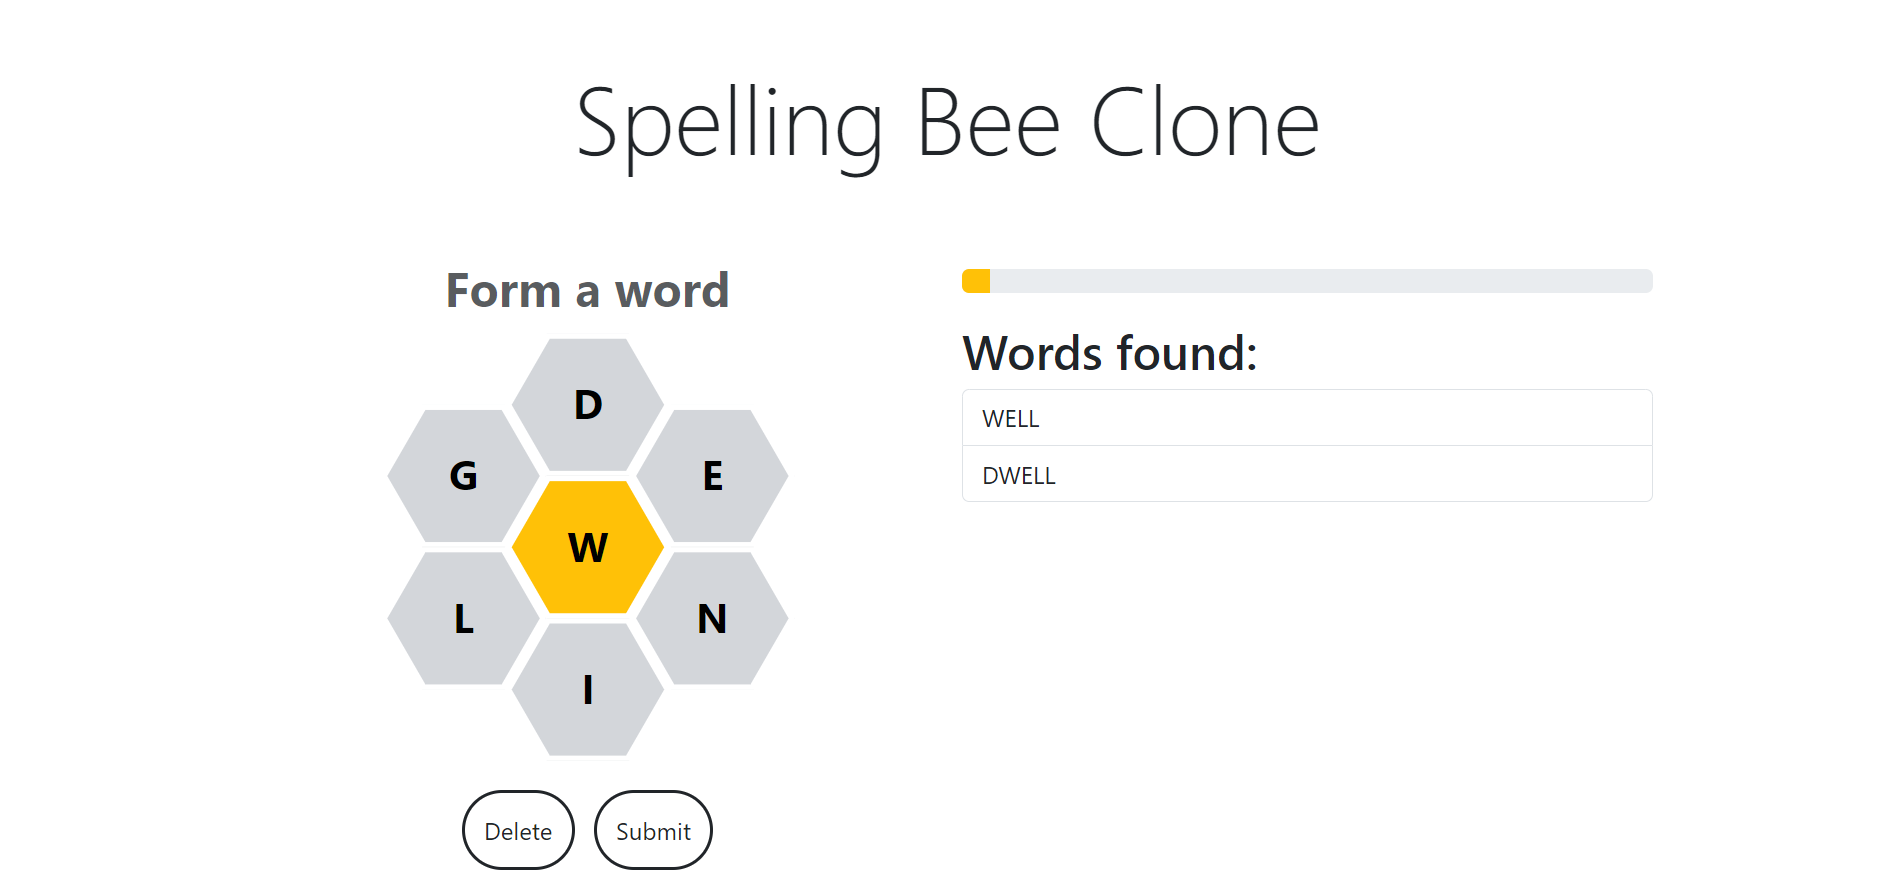 Spelling Bee Clone
Form a word
D
G
E
W
L
N
I
Delete
Submit
Words found:
WELL
DWELL